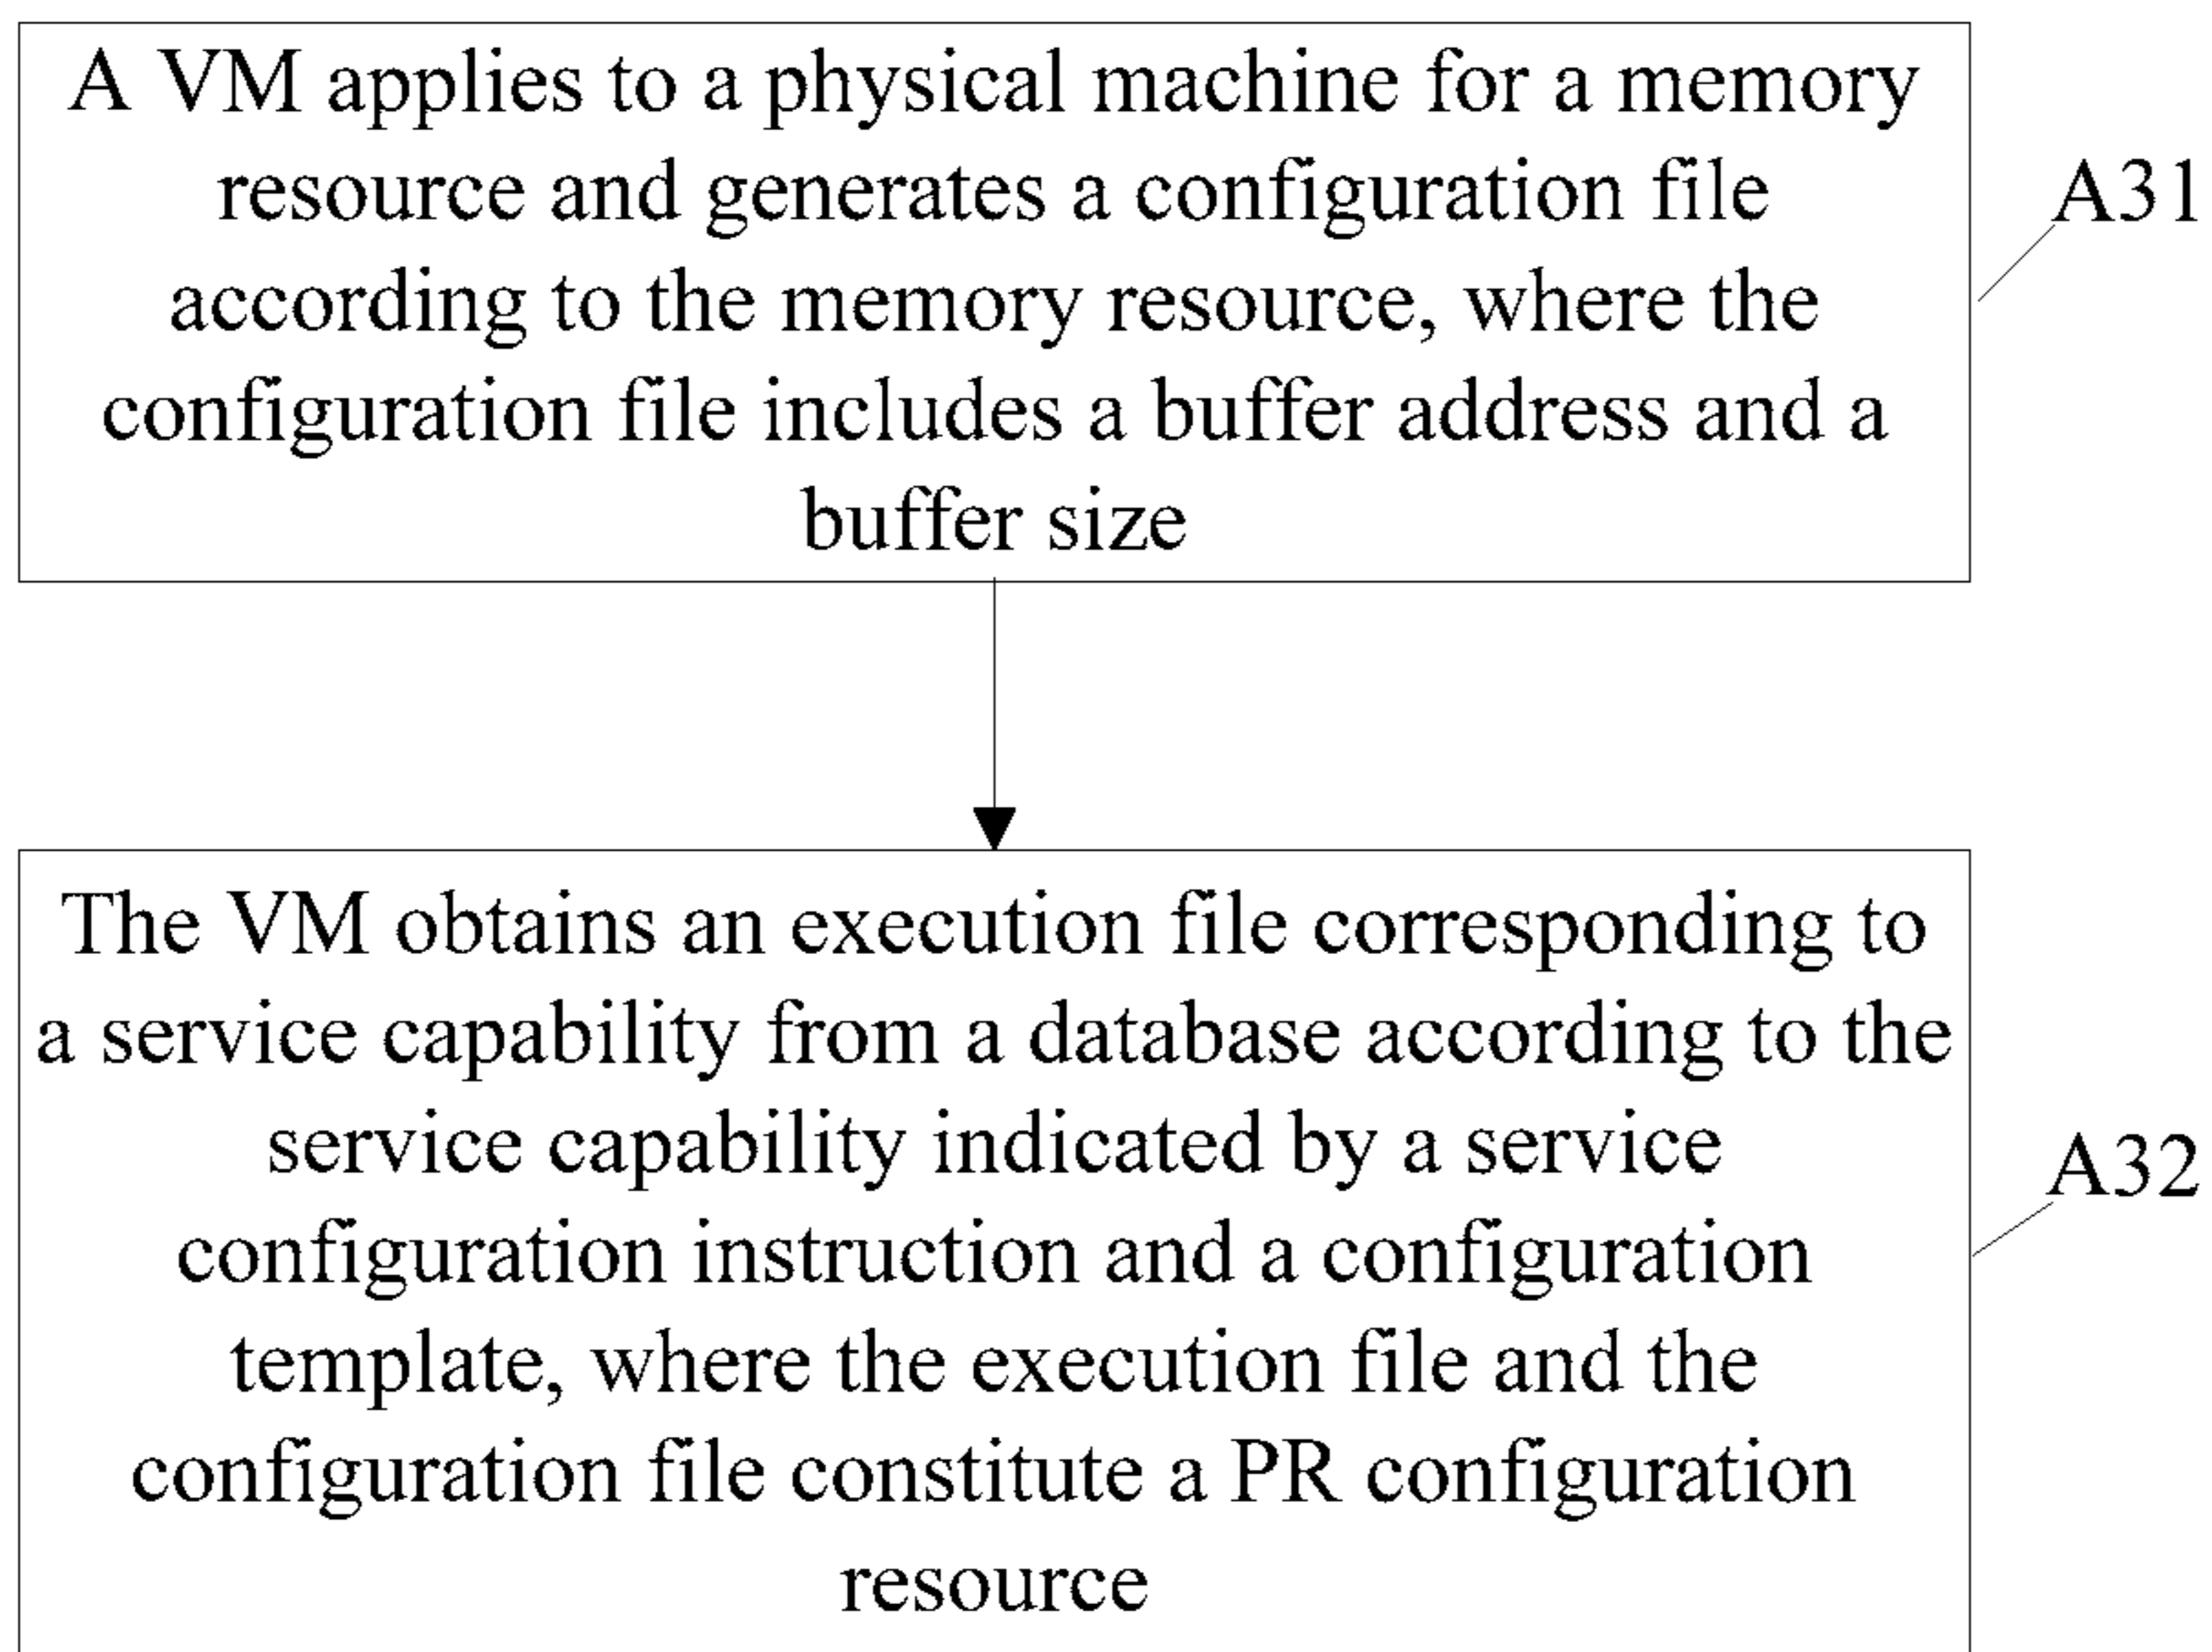 A VM applies to a physical machine for a memory
resource and generates a configuration file
according to the memory resource, where the
configuration file includes a buffer address and a
buffer size
A31
The VM obtains an execution file corresponding to
a service capability from a database according to the
service capability indicated by a service
configuration instruction and a configuration
template, where the execution file and the
configuration file constitute a PR configuration
resource
A32